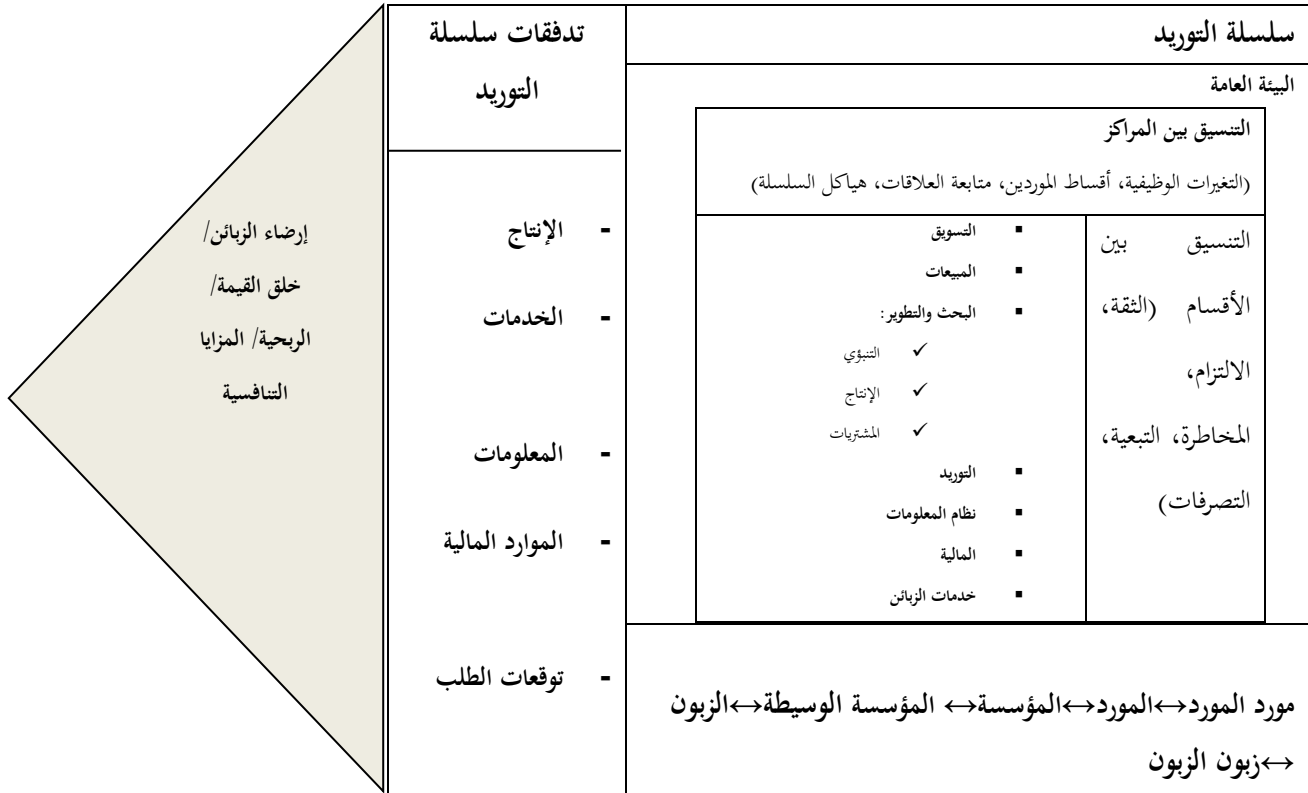 سلسلة التوريد
البيئة العامة
التنسيق بين المراكز
(التغيرات الوظيفية، أقساط الموردين، متابعة العلاقات، هياكل السلسلة)
التنسيق بين
الأقسام (الثقة،
الالتزام،
المخاطرة، التبعية،
التصرفات)
▪ التسويق
▪ المبيعات
▪ البحث والتطوير:
✓ التنبؤي
✓ الإنتاج
✓ المشتريات
▪ التوريد
▪ نظام المعلومات
▪ المالية
▪ خدمات الزبائن
مورد المورد↔المورد↔المؤسسة↔ المؤسسة الوسيطة↔الزبون
↔زبون الزبون
تدفقات سلسلة
التوريد
- الإنتاج
- الخدمات
- المعلومات
- الموارد المالية
- توقعات الطلب
إرضاء الزبائن/
خلق القيمة/
الربحية/ المزايا
التنافسية